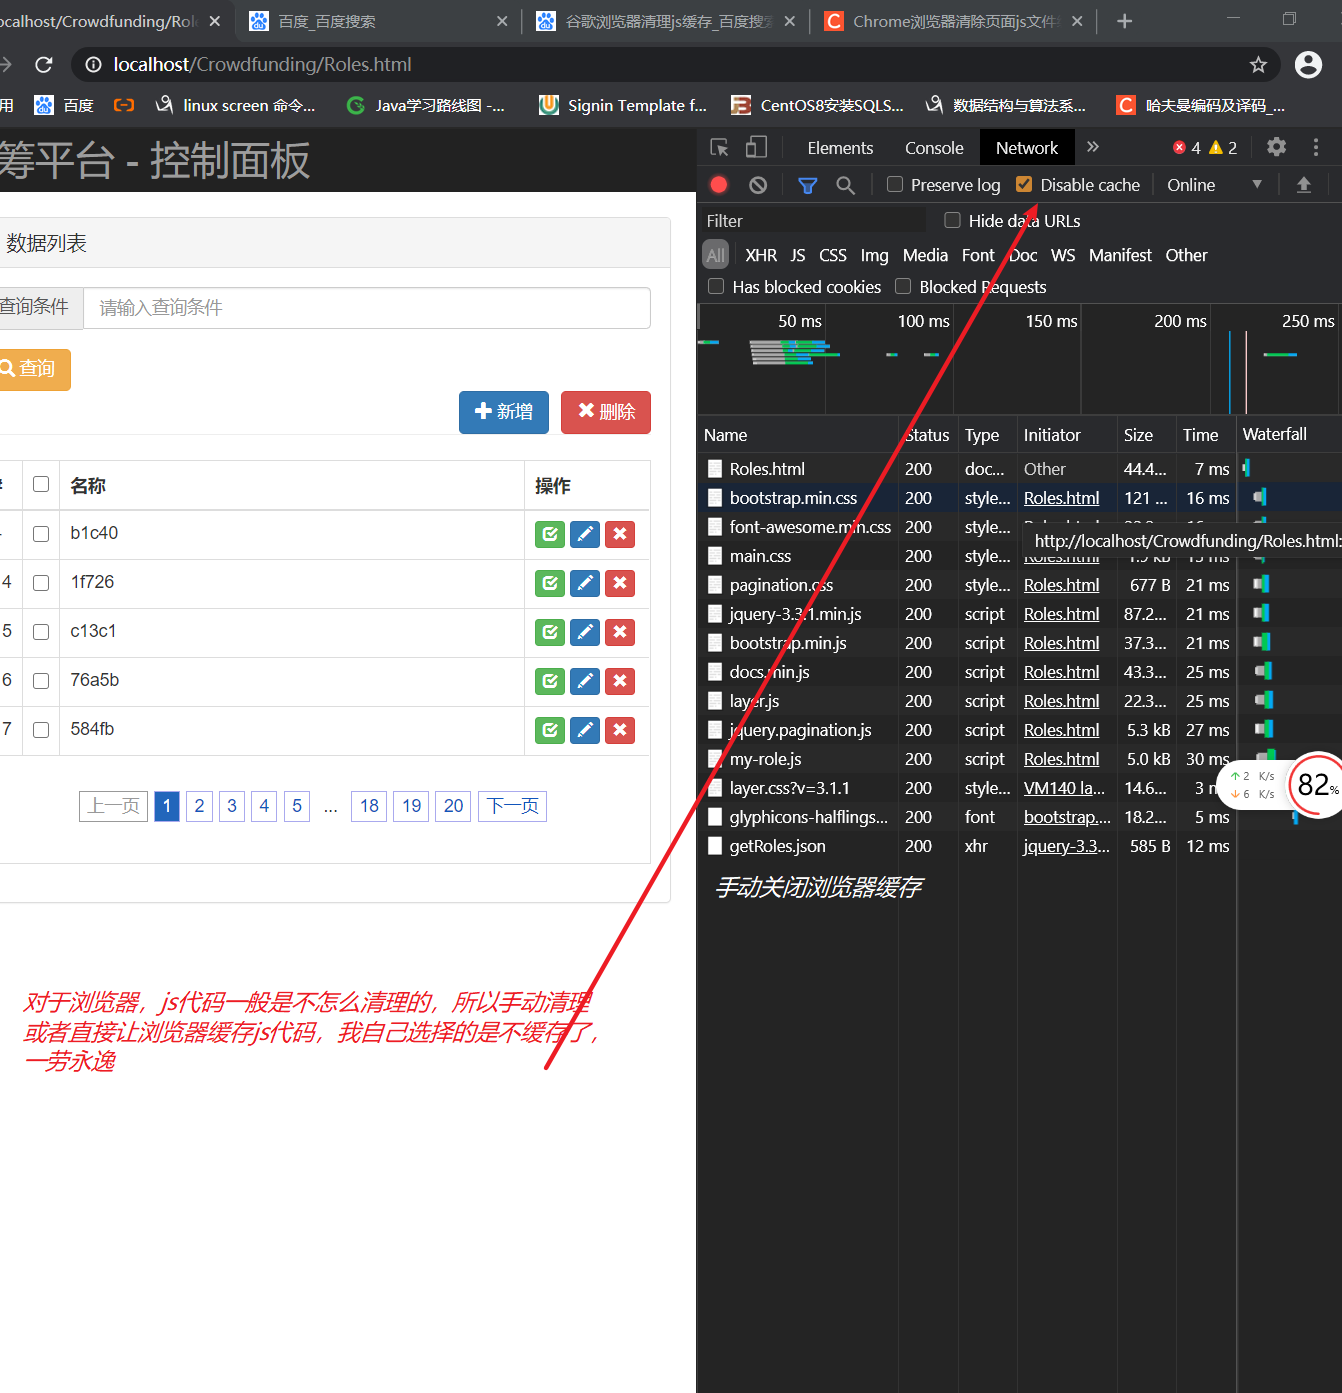 ocalhost/Crowdfunding/Rol
百度_百度搜索
谷歌浏览器清理js缓存_百度搜
Chrome浏览器清除页面js文件
localhost/Crowdfunding/Roles.html
用
百度
linux screen 命令...
Java学习路线图 -...
Signin Template f...
CentOS8安装SQLS...
数据结构与算法系...
哈夫曼编码及译码_...
筹平台 - 控制面板
Elements
Console
Network
4
2
Preserve log
Disable cache
Online
Filter
Hide data URLs
All
XHR
JS
CSS
Img
Media
Font
Doc
WS
Manifest
Other
Has blocked cookies
Blocked Requests
50 ms
100 ms
150 ms
200 ms
250 ms
数据列表
查询条件
请输入查询条件
查询
新增
删除
名称
操作
b1c40
4
1f726
5
c13c1
6
76a5b
7
584fb
上一页
1
2
3
4
5
...
18
19
20
下一页
Name Status Type Initiator Size Time Waterfall
Roles.html 200 doc... Other 44.4... 7 ms
bootstrap.min.css 200 style... Roles.html 121 ... 16 ms
font-awesome.min.css 200 style...
http://localhost/Crowdfunding/Roles.html:
main.css 200 style... Roles.html 1.9 kB 15 ms
pagination.css 200 style... Roles.html 677 B 21 ms
jquery-3.3.1.min.js 200 script Roles.html 87.2... 21 ms
bootstrap.min.js 200 script Roles.html 37.3... 21 ms
docs.min.js 200 script Roles.html 43.3... 25 ms
layer.js 200 script Roles.html 22.3... 25 ms
jquery.pagination.js 200 script Roles.html 5.3 kB 27 ms
my-role.js 200 script Roles.html 5.0 kB 30 ms
layer.css?v=3.1.1 200 style... VM140 la... 14.6... 3
glyphicons-halflings... 200 font bootstrap.... 18.2... 5 ms
getRoles.json 200 xhr jquery-3.3... 585 B 12 ms
2 K/s
6 K/s
82%
手动关闭浏览器缓存
对于浏览器，js代码一般是不怎么清理的，所以手动清理
或者直接让浏览器缓存js代码，我自己选择的是不缓存了，
一劳永逸